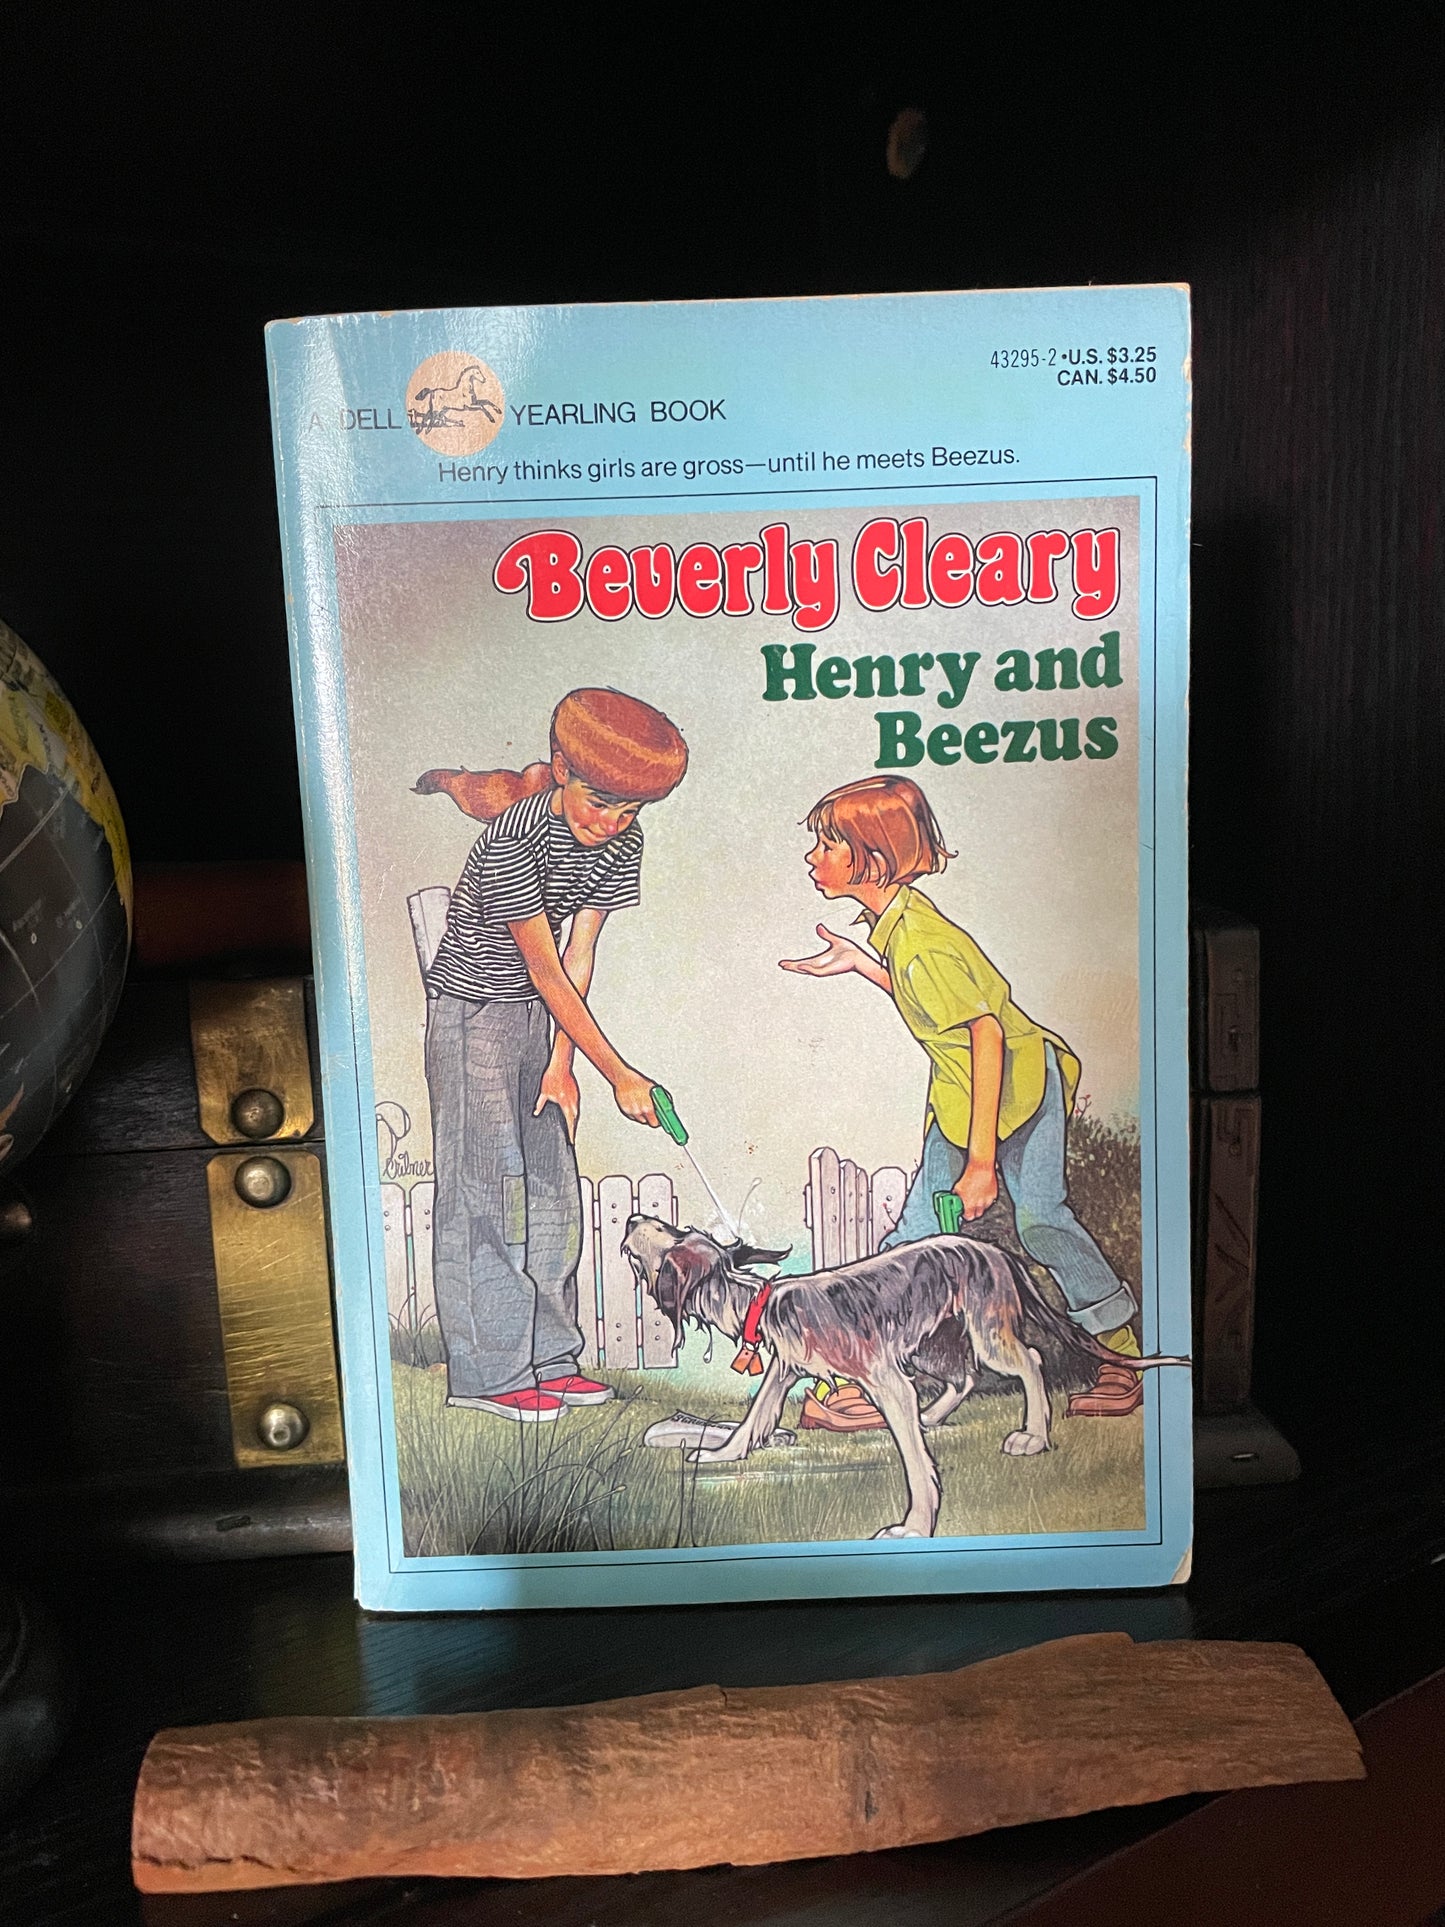 43295-2 • U.S. $3.25
CAN. $4.50
A DELL YEARLING BOOK
Henry thinks girls are gross—until he meets Beezus.
Beverly Cleary
Henry and
Beezus